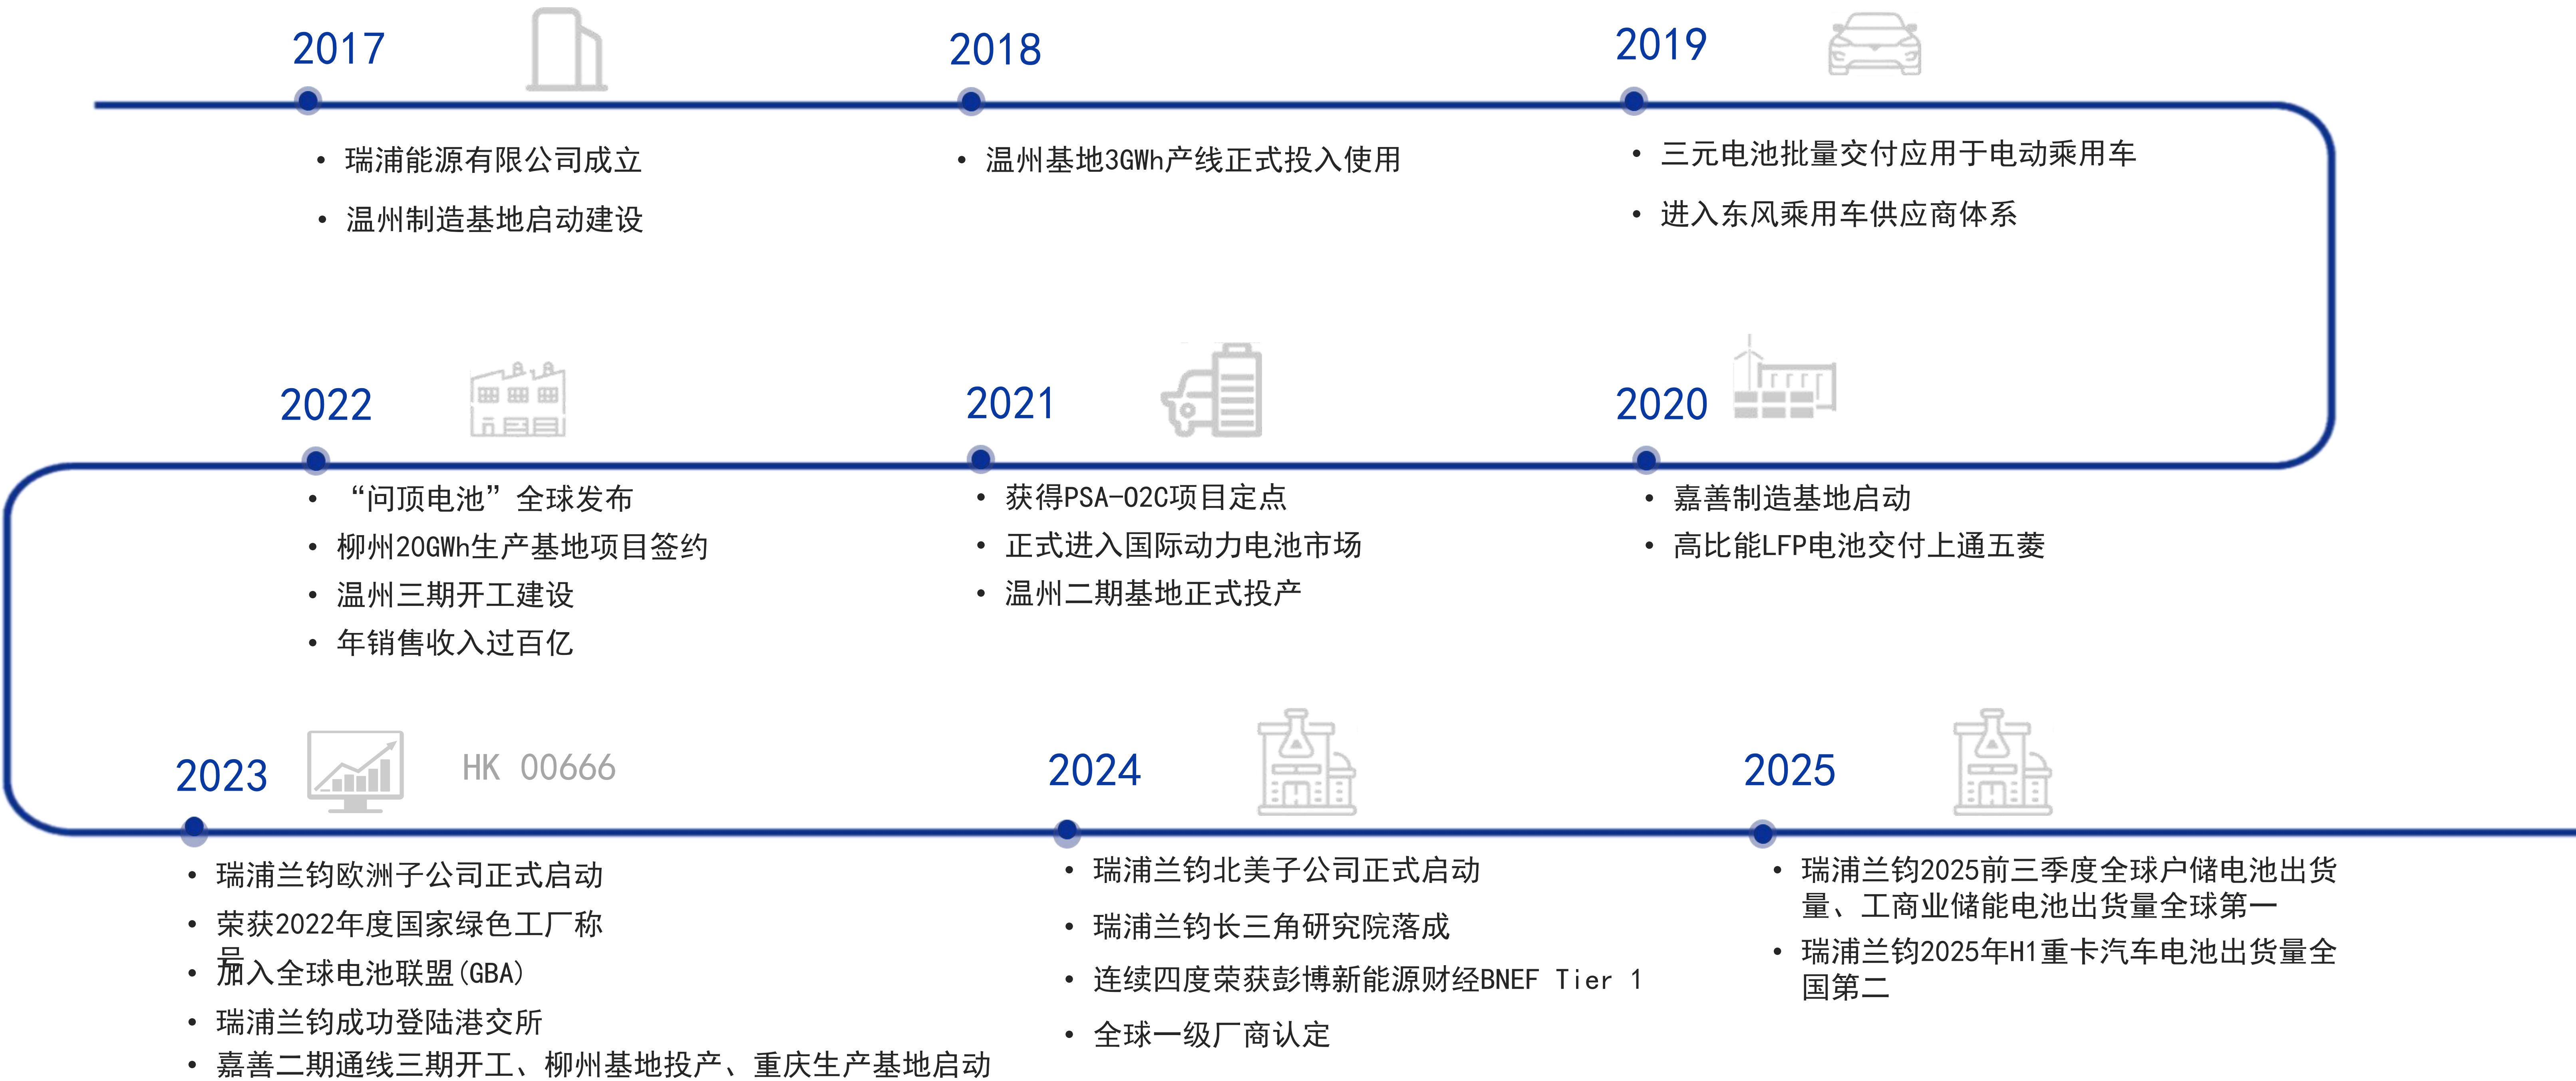 2017
• 瑞浦能源有限公司成立
• 温州制造基地启动建设
2018
• 温州基地3GWh产线正式投入使用
2019
• 三元电池批量交付应用于电动乘用车
• 进入东风乘用车供应商体系
2022
• “问顶电池”全球发布
• 柳州20GWh生产基地项目签约
• 温州三期开工建设
• 年销售收入过百亿
2021
• 获得PSA-O2C项目定点
• 正式进入国际动力电池市场
• 温州二期基地正式投产
2020
• 嘉善制造基地启动
• 高比能LFP电池交付上通五菱
2023
HK 00666
• 瑞浦兰钧欧洲子公司正式启动
• 荣获2022年度国家绿色工厂称
号
• 加入全球电池联盟(GBA)
• 瑞浦兰钧成功登陆港交所
• 嘉善二期通线三期开工、柳州基地投产、重庆生产基地启动
2024
• 瑞浦兰钧北美子公司正式启动
• 瑞浦兰钧长三角研究院落成
• 连续四度荣获彭博新能源财经BNEF Tier 1
• 全球一级厂商认定
2025
• 瑞浦兰钧2025前三季度全球户储电池出货
量、工商业储能电池出货量全球第一
• 瑞浦兰钧2025年H1重卡汽车电池出货量全
国第二